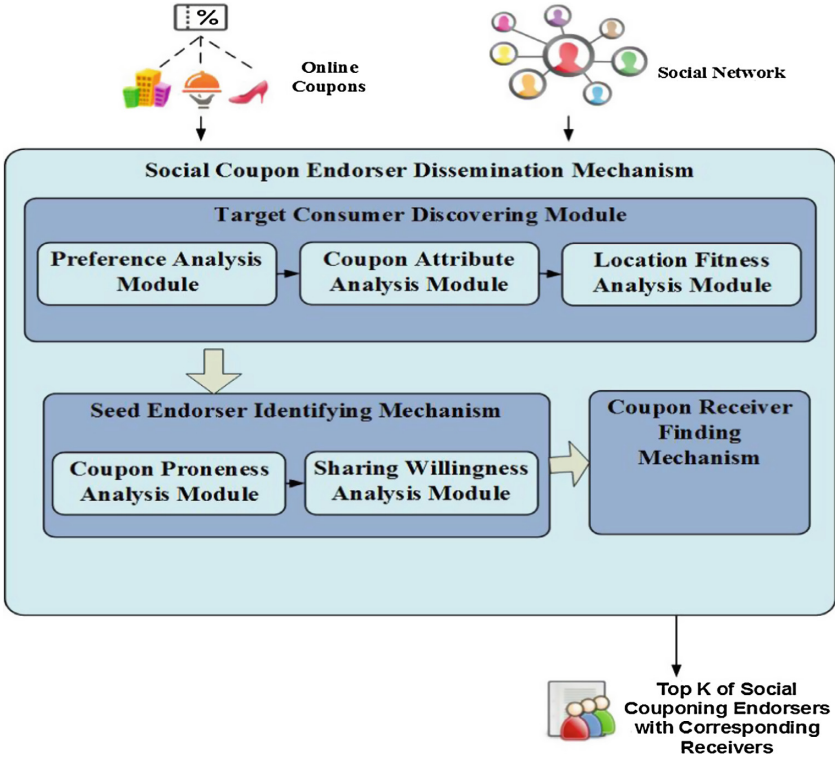 %
Online
Coupons
Social Network
Social Coupon Endorser Dissemination Mechanism
Target Consumer Discovering Module
Preference Analysis
Module
Coupon Attribute
Analysis Module
Location Fitness
Analysis Module
Seed Endorser Identifying Mechanism
Coupon Proneness
Analysis Module
Sharing Willingness
Analysis Module
Coupon Receiver
Finding
Mechanism
Top K of Social
Couponing Endorsers
with Corresponding
Receivers